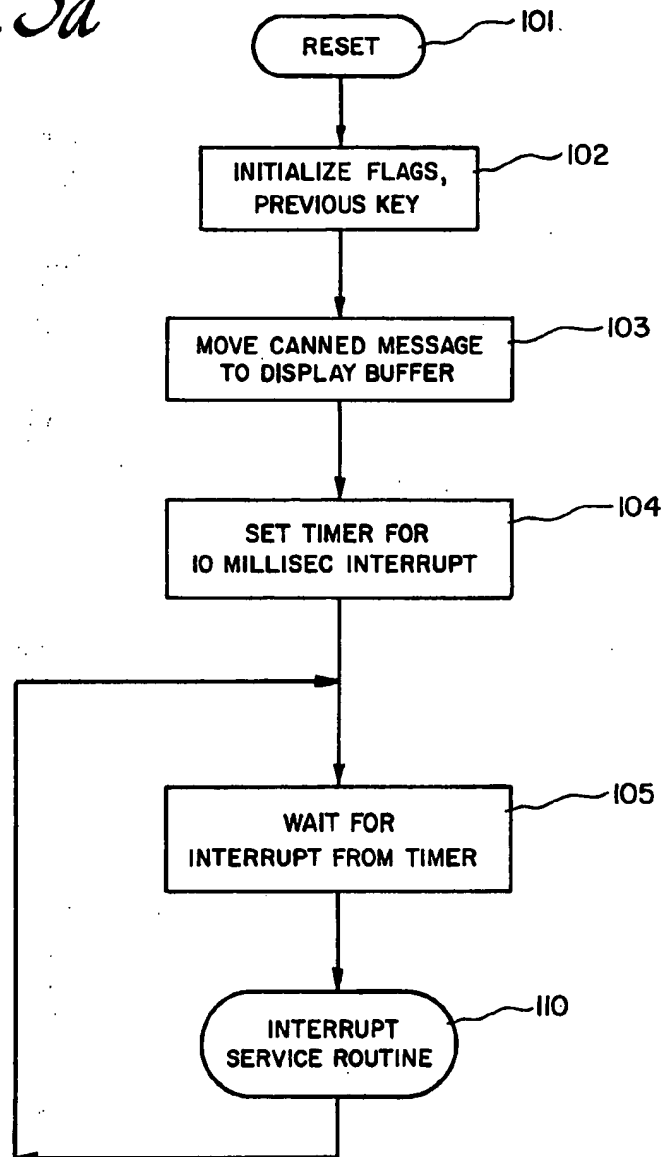 3a
RESET
101
INITIALIZE FLAGS,
PREVIOUS KEY
102
MOVE CANNED MESSAGE
TO DISPLAY BUFFER
103
SET TIMER FOR
10 MILLISEC INTERRUPT
104
WAIT FOR
INTERRUPT FROM TIMER
105
INTERRUPT
SERVICE ROUTINE
110